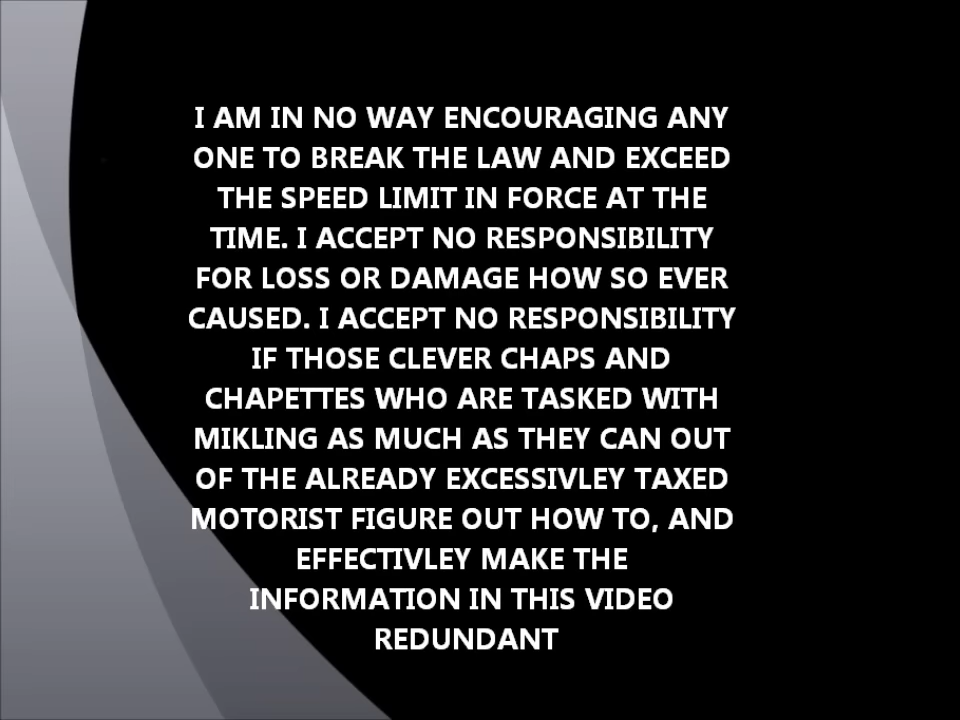 I AM IN NO WAY ENCOURAGING ANY
ONE TO BREAK THE LAW AND EXCEED
THE SPEED LIMIT IN FORCE AT THE
TIME. I ACCEPT NO RESPONSIBILITY
FOR LOSS OR DAMAGE HOW SO EVER
CAUSED. I ACCEPT NO RESPONSIBILITY
IF THOSE CLEVER CHAPS AND
CHAPETTES WHO ARE TASKED WITH
MIKLING AS MUCH AS THEY CAN OUT
OF THE ALREADY EXCESSIVLEY TAXED
MOTORIST FIGURE OUT HOW TO, AND
EFFECTIVLEY MAKE THE
INFORMATION IN THIS VIDEO
REDUNDANT